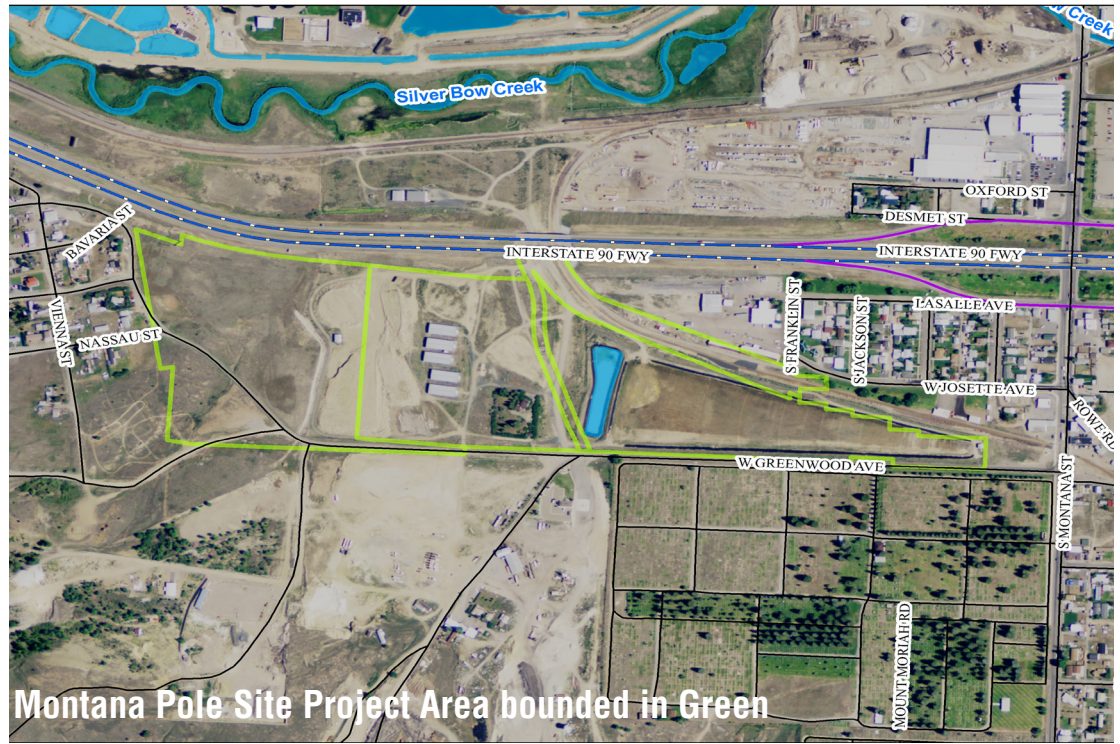 Creek
Silver Bow Creek
OXFORD ST
DESMET ST
BAVARIA ST
INTERSTATE 90 FWY
INTERSTATE 90 FWY
S FRANKLIN ST
S JACKSON ST
LASALLE AVE
VIENNA ST
NASSAU ST
W JOSETTE AVE
ROWE RD
W GREENWOOD AVE
S MONTANA ST
MOUNT MORIAH RD
Montana Pole Site Project Area bounded in Green